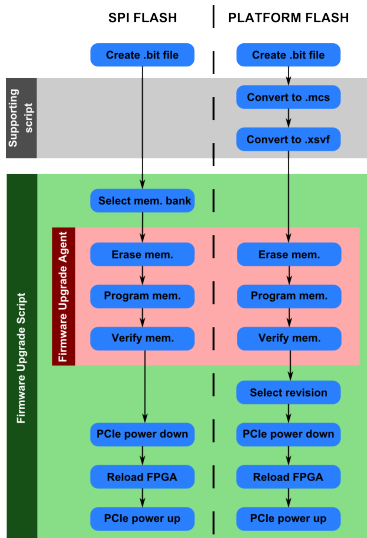 SPI FLASH
PLATFORM FLASH
Create .bit file
Create .bit file
Supporting
script
Convert to .mcs
Convert to .xsvf
Firmware Upgrade Script
Select mem. bank
Firmware Upgrade Agent
Erase mem.
Erase mem.
Program mem.
Program mem.
Verify mem.
Verify mem.
Select revision
PCIe power down
PCIe power down
Reload FPGA
Reload FPGA
PCIe power up
PCIe power up